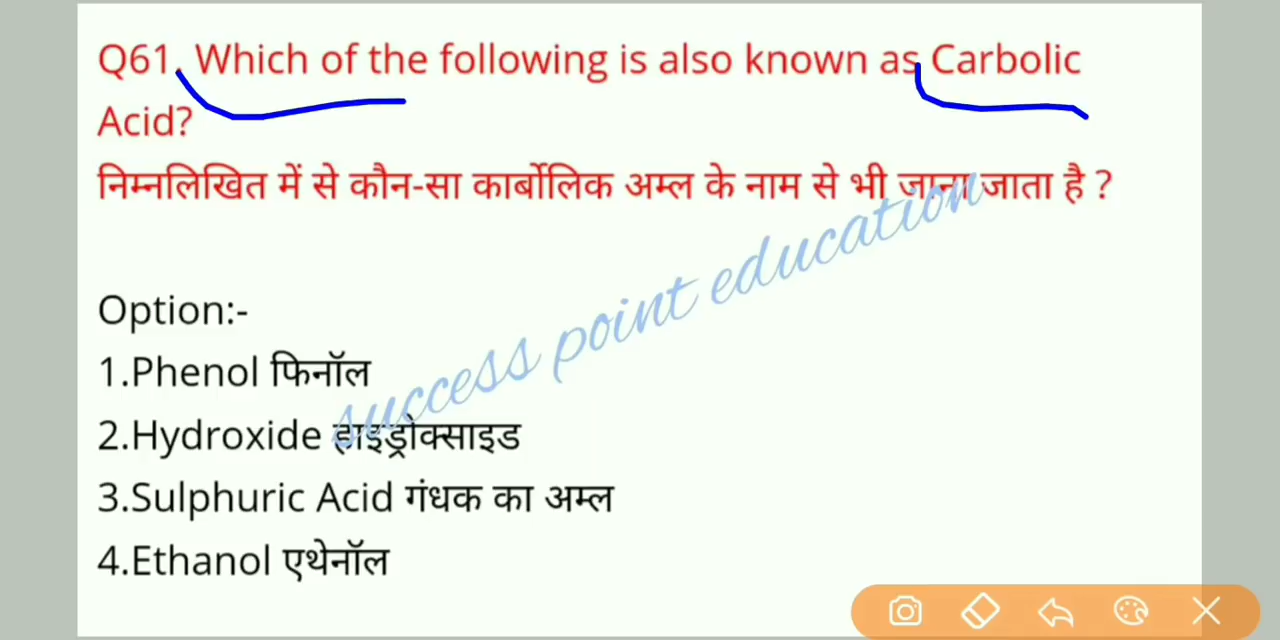 Q61. Which of the following is also known as Carbolic
Acid?
निम्नलिखित में से कौन-सा कार्बोलिक अम्ल के नाम से भी जाना जाता है ?
Option:-
1.Phenol फिनॉल
2.Hydroxide हाइड्रोक्साइड
3.Sulphuric Acid गंधक का अम्ल
4.Ethanol एथेनॉल
success point education